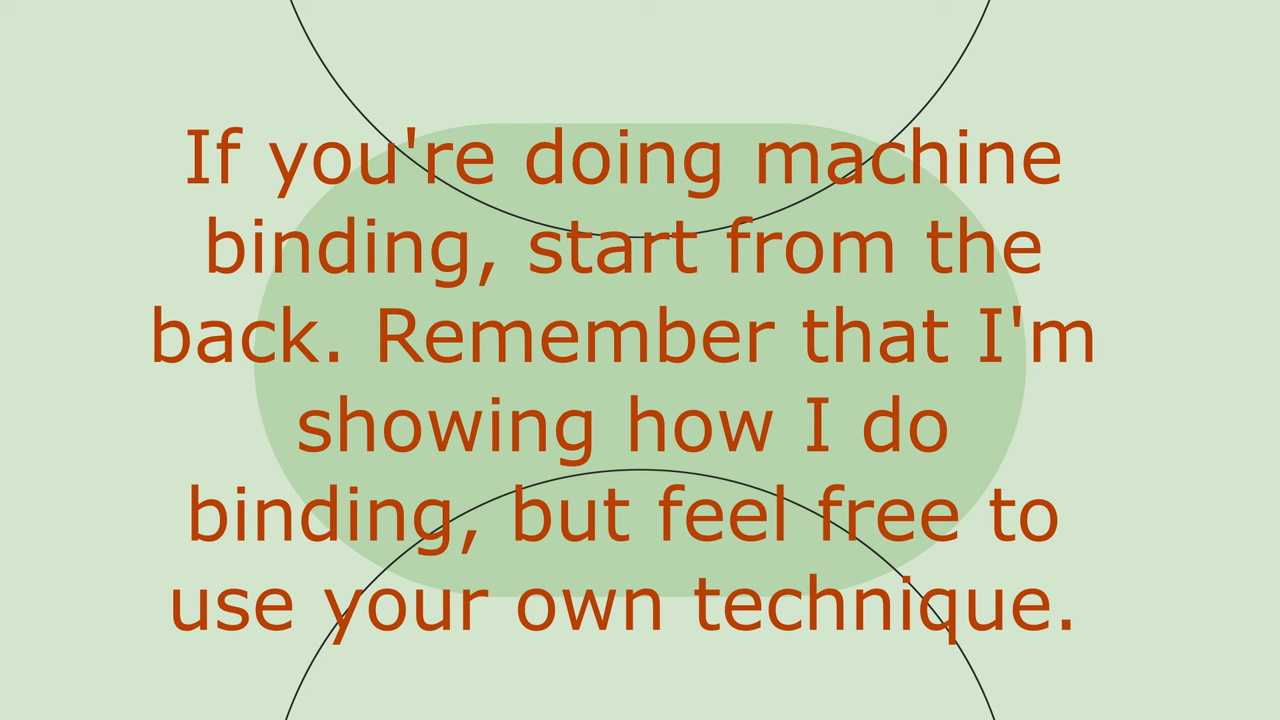 If you're doing machine
binding, start from the
back. Remember that I'm
showing how I do
binding, but feel free to
use your own technique.